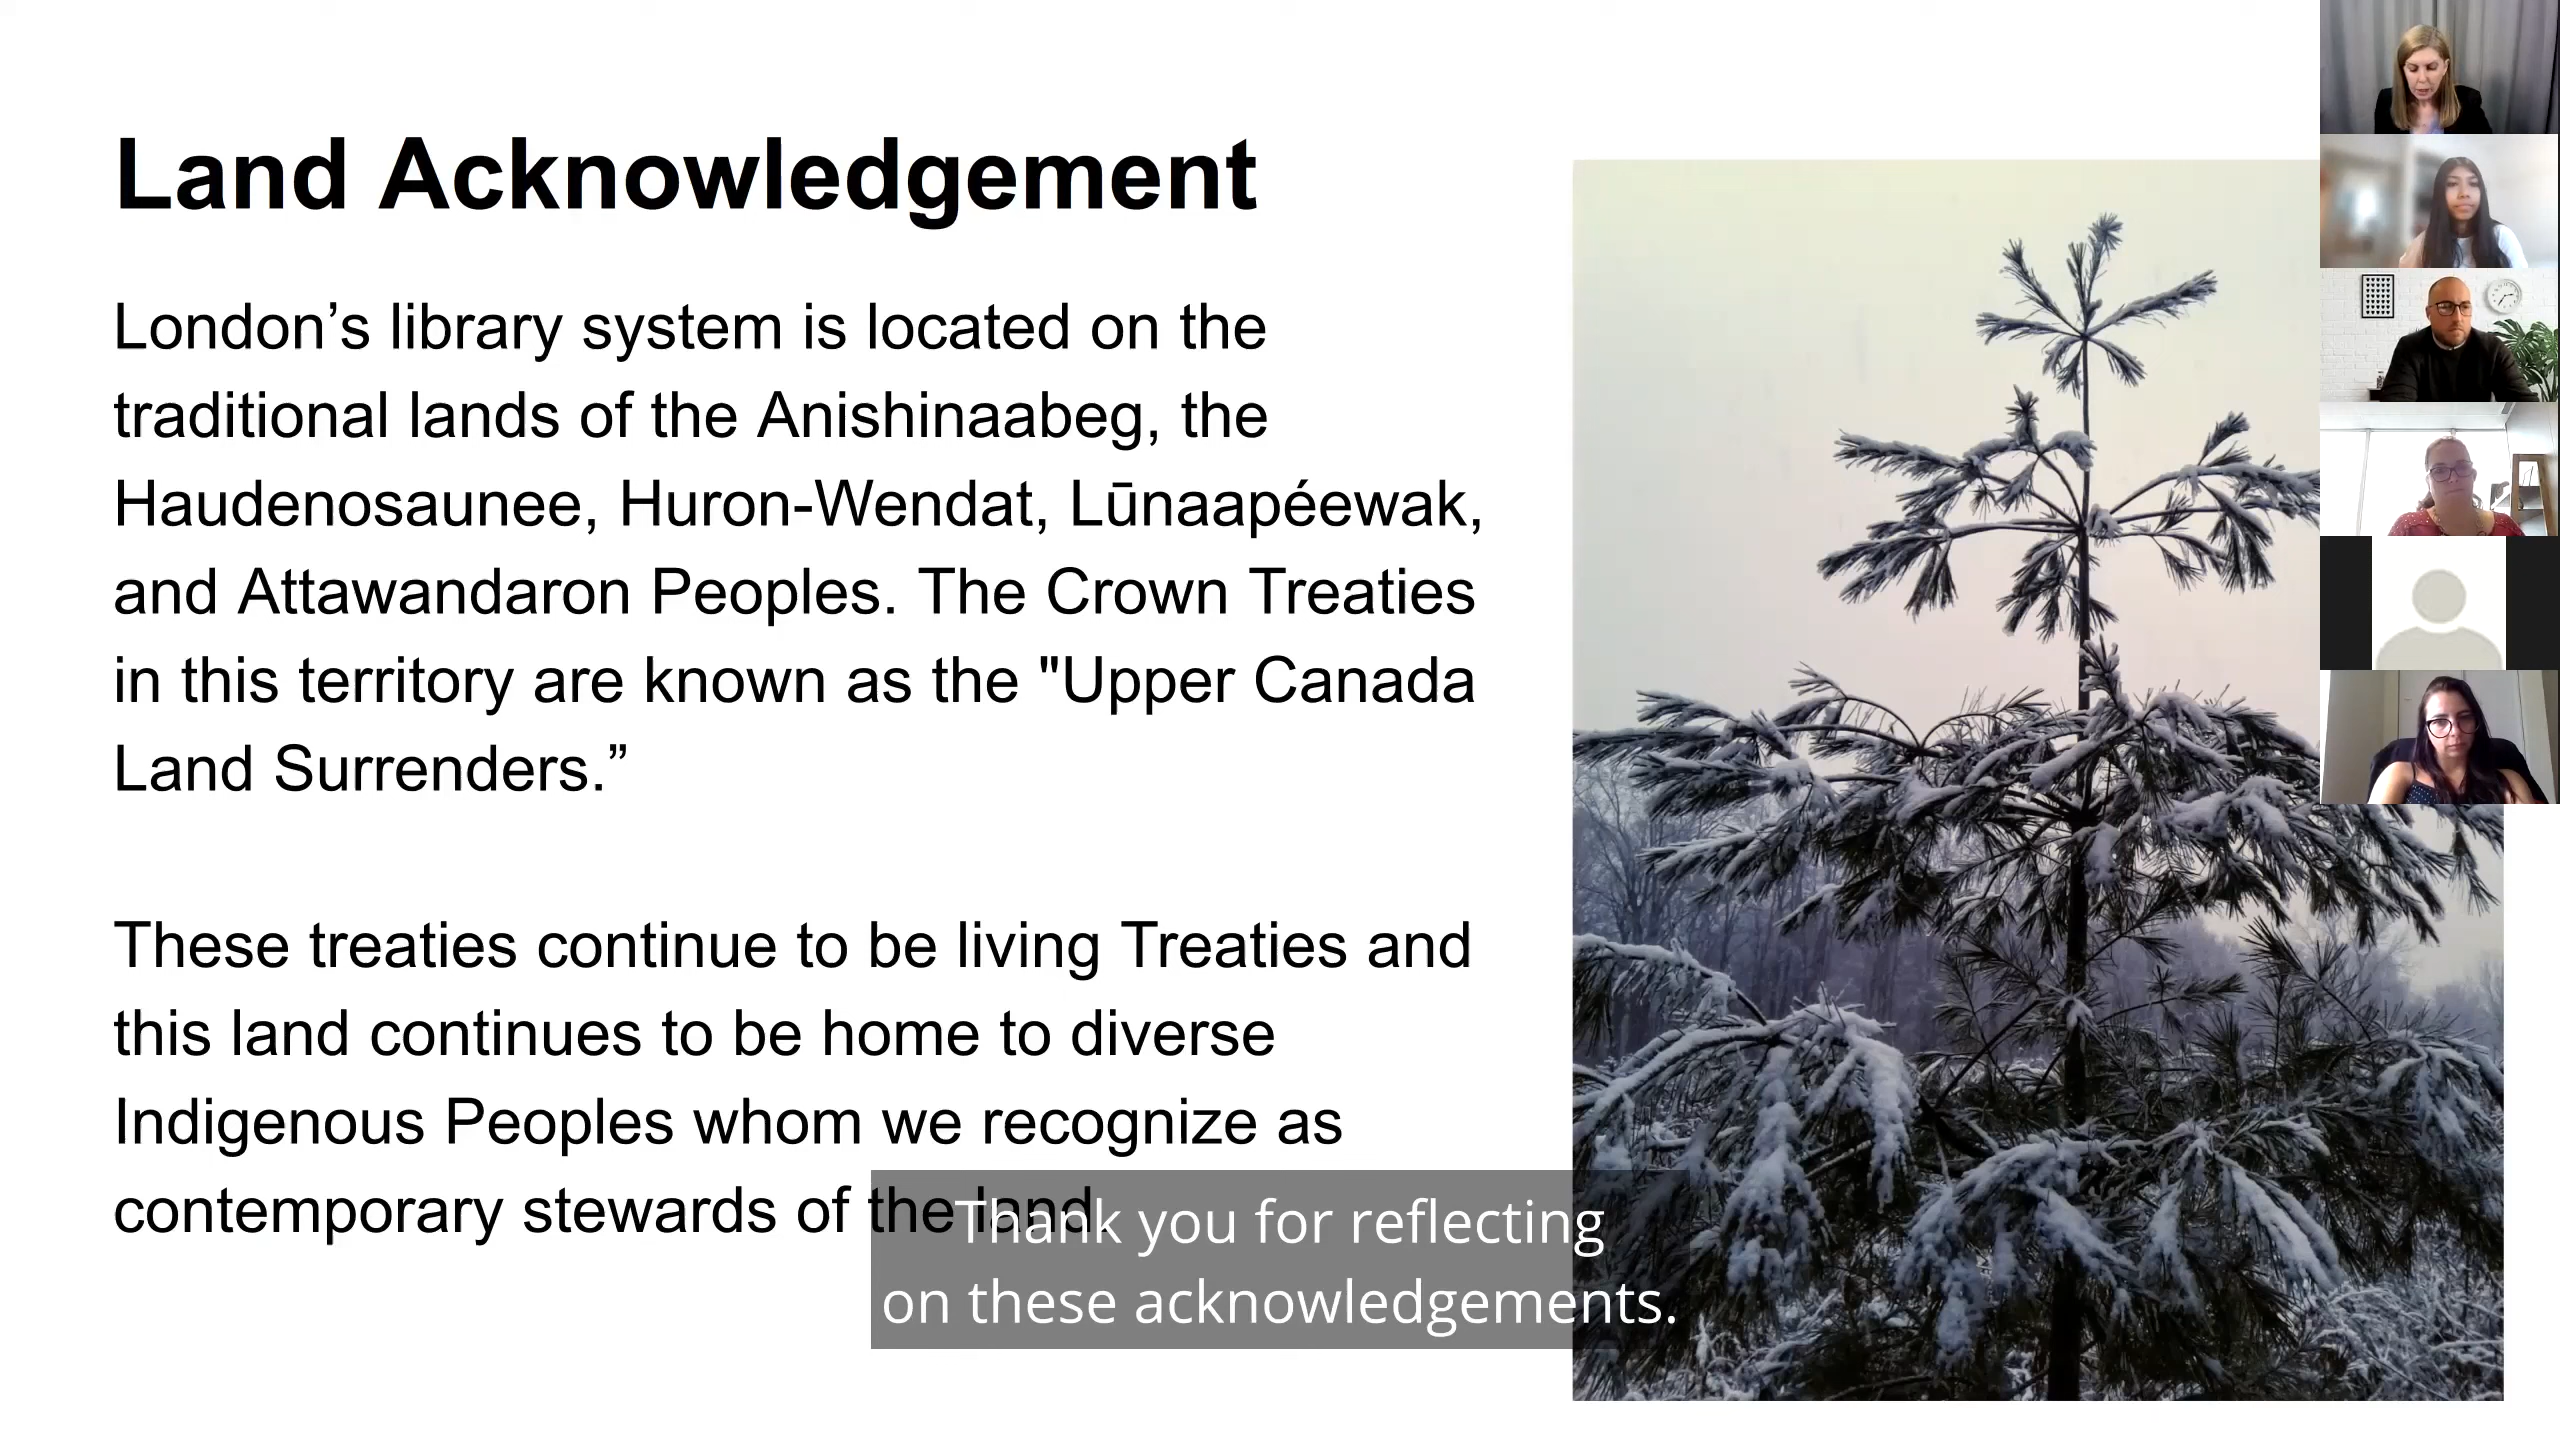 Land Acknowledgement
London’s library system is located on the
traditional lands of the Anishinaabeg, the
Haudenosaunee, Huron-Wendat, Lūnaapéewak,
and Attawandaron Peoples. The Crown Treaties
in this territory are known as the "Upper Canada
Land Surrenders.”
These treaties continue to be living Treaties and
this land continues to be home to diverse
Indigenous Peoples whom we recognize as
contemporary stewards of the land
Thank you for reflecting
on these acknowledgements.